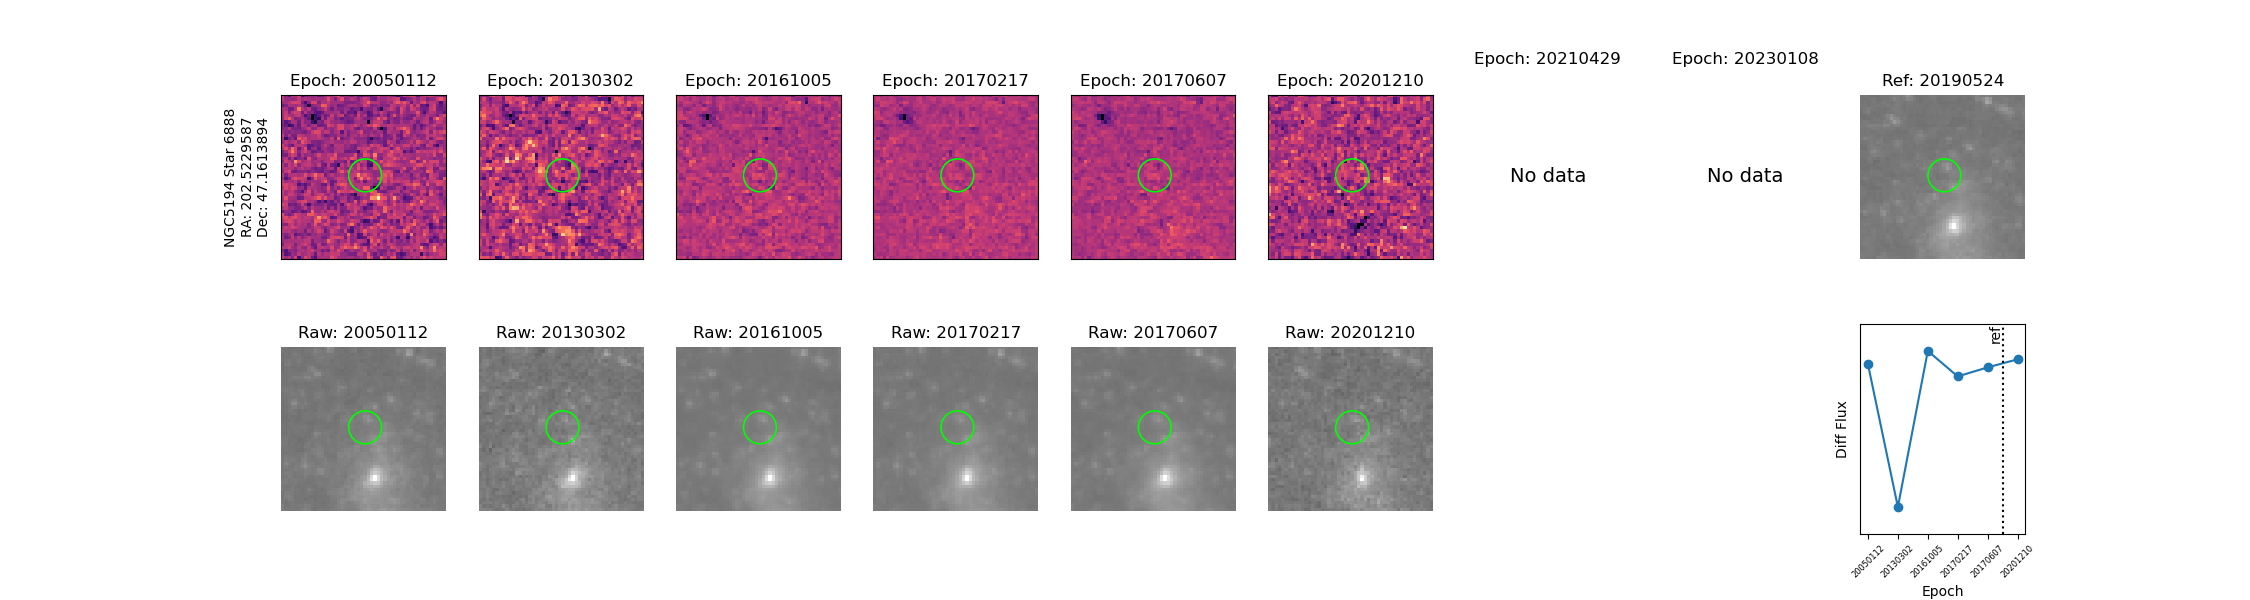 Epoch: 20050112
Epoch: 20130302
Epoch: 20161005
Epoch: 20170217
Epoch: 20170607
Epoch: 20201210
Epoch: 20210429
Epoch: 20230108
Ref: 20190524
NGC5194 Star 6888
RA: 202.5229587
Dec: 47.1613894
No data
No data
Raw: 20050112
Raw: 20130302
Raw: 20161005
Raw: 20170217
Raw: 20170607
Raw: 20201210
ref
Diff Flux
20050112
20130302
20161005
20170217
20170607
20201210
Epoch